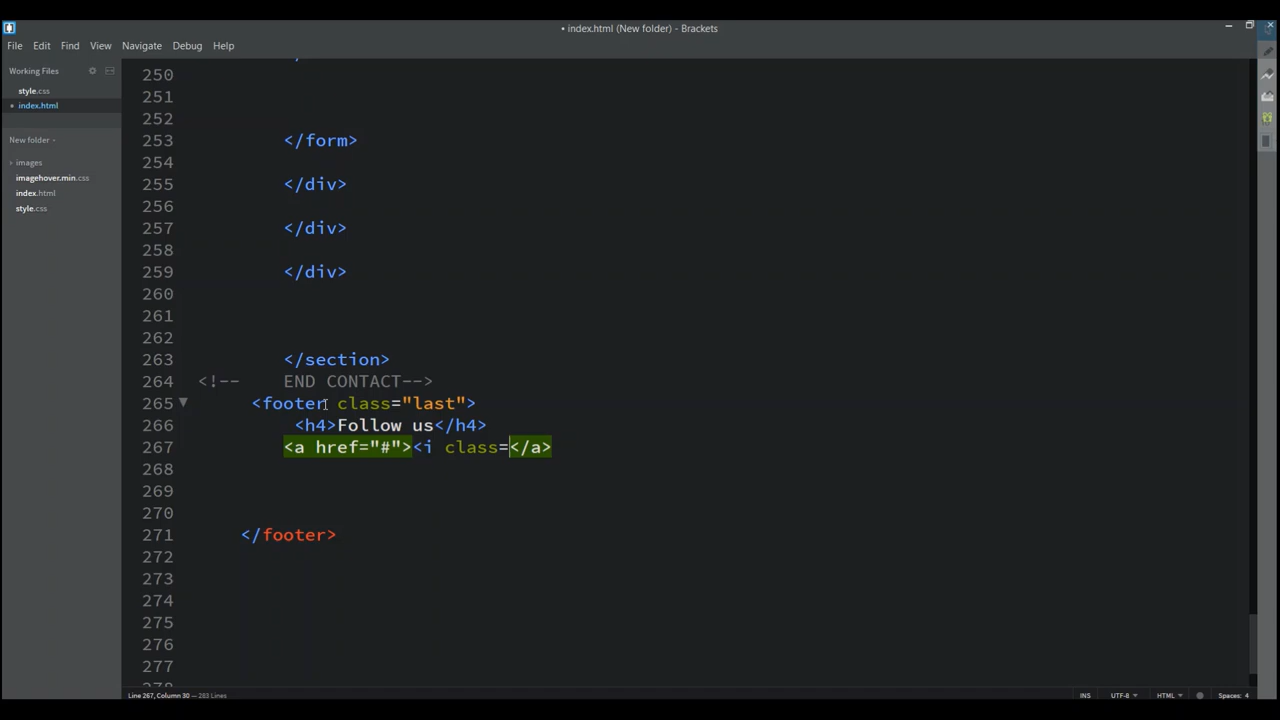 • index.html (New folder) - Brackets
File Edit Find View Navigate Debug Help
Working Files
style.css
• index.html
New folder
images
imagehover.min.css
index.html
style.css
250
251
252
253 </form>
254
255 </div>
256
257 </div>
258
259 </div>
260
261
262
263 </section>
264 <!-- END CONTACT-->
265 <footer class="last">
266 <h4>Follow us</h4>
267 <a href="#"><i class=</a>
268
269
270
271 </footer>
272
273
274
275
276
277
Line 267, Column 30 — 283 Lines
INS UTF-8 HTML Spaces: 4